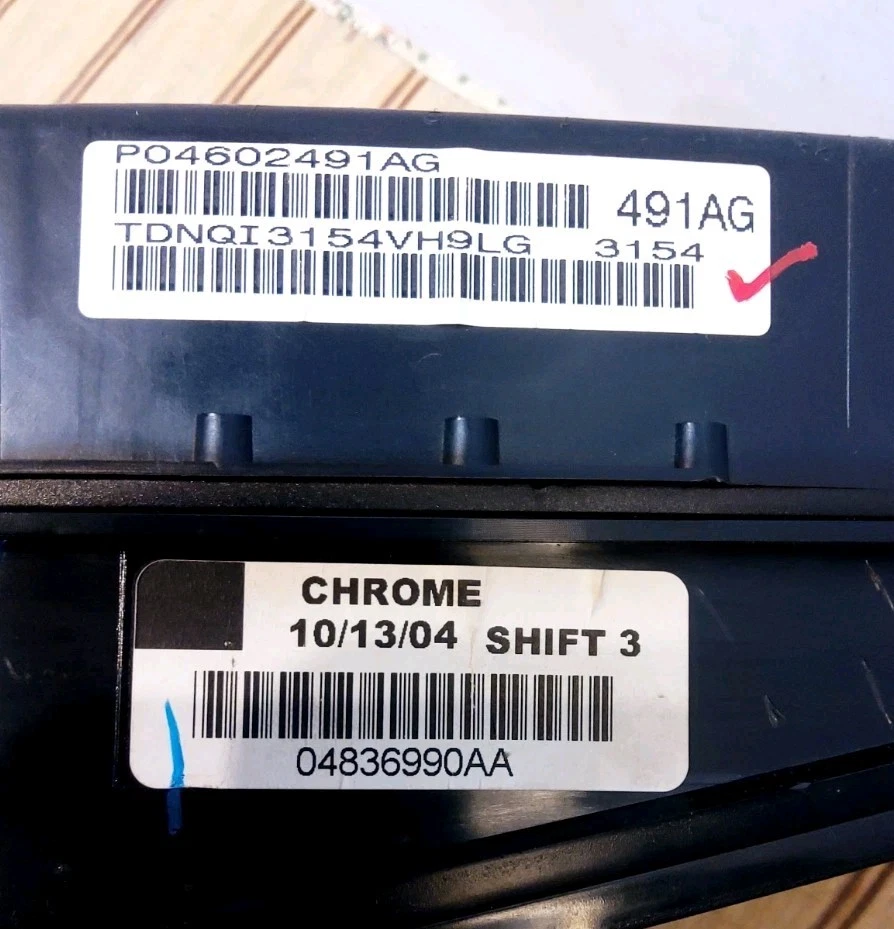 P04602491AG
491AG
TDNQI3154VH9LG 3154
CHROME
10/13/04 SHIFT 3
04836990AA